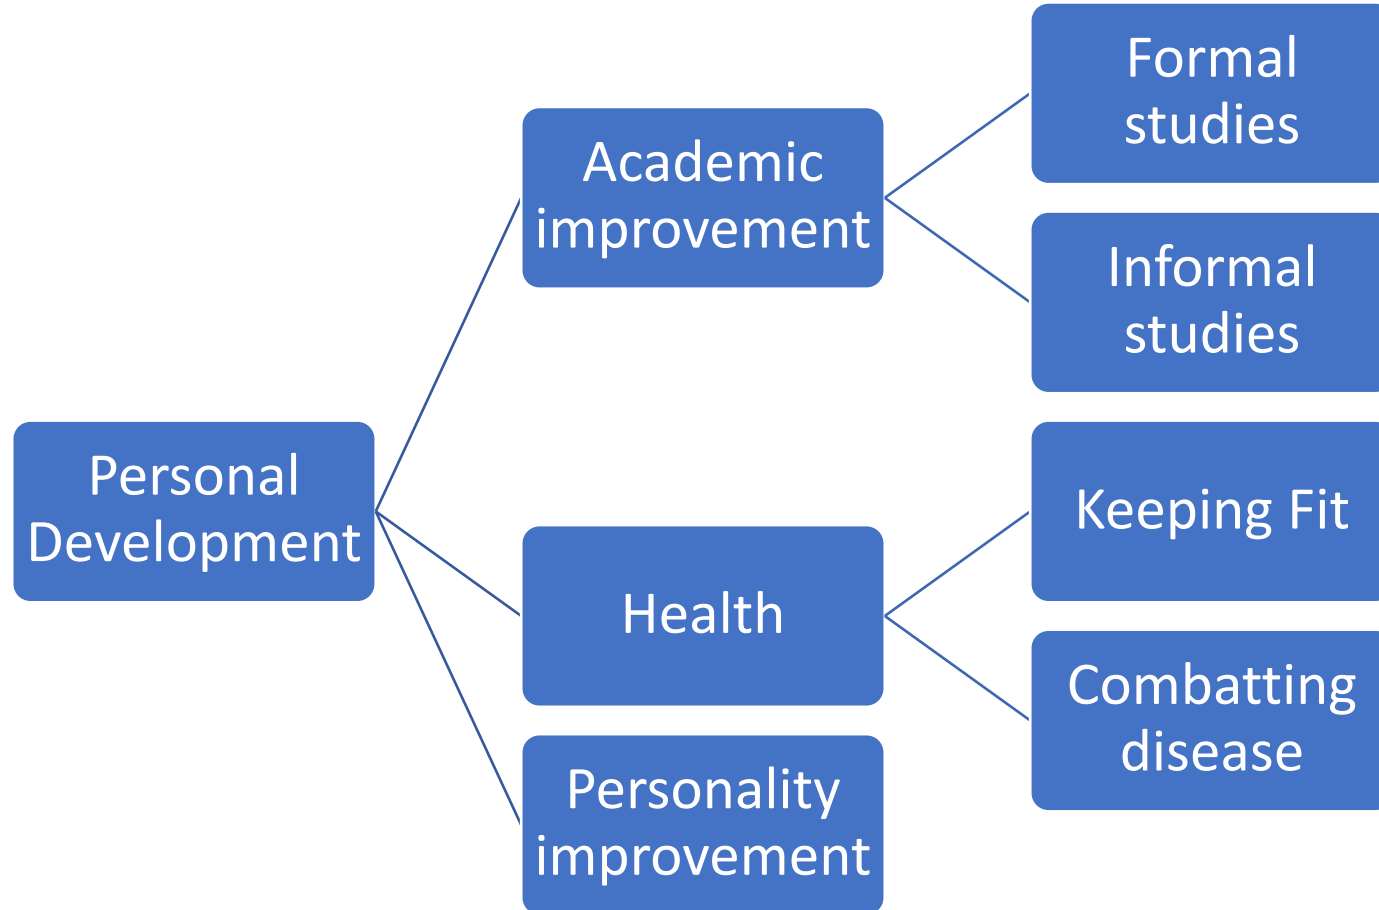 Personal
Development
Academic
improvement
Health
Personality
improvement
Formal
studies
Informal
studies
Keeping Fit
Combatting
disease